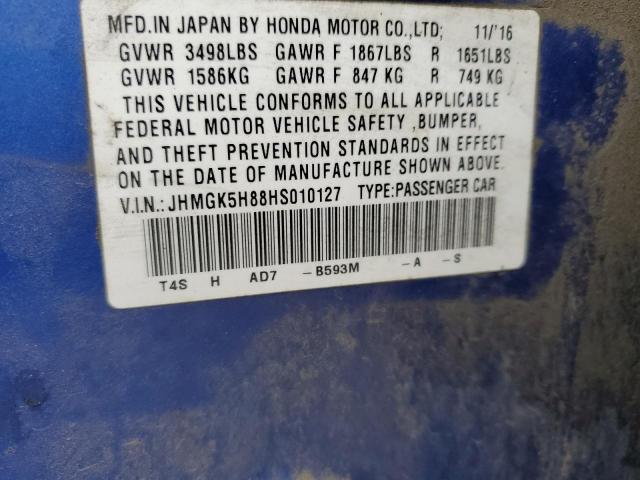 MFD.IN JAPAN BY HONDA MOTOR CO.,LTD; 11/'16
GVWR 3498LBS GAWR F 1867LBS R 1651LBS
GVWR 1586KG GAWR F 847 KG R 749 KG
THIS VEHICLE CONFORMS TO ALL APPLICABLE
FEDERAL MOTOR VEHICLE SAFETY ,BUMPER,
AND THEFT PREVENTION STANDARDS IN EFFECT
ON THE DATE OF MANUFACTURE SHOWN ABOVE.
V.I.N.: JHMGK5H88HS010127 TYPE:PASSENGER CAR
T4S H AD7 -B593M -A -S